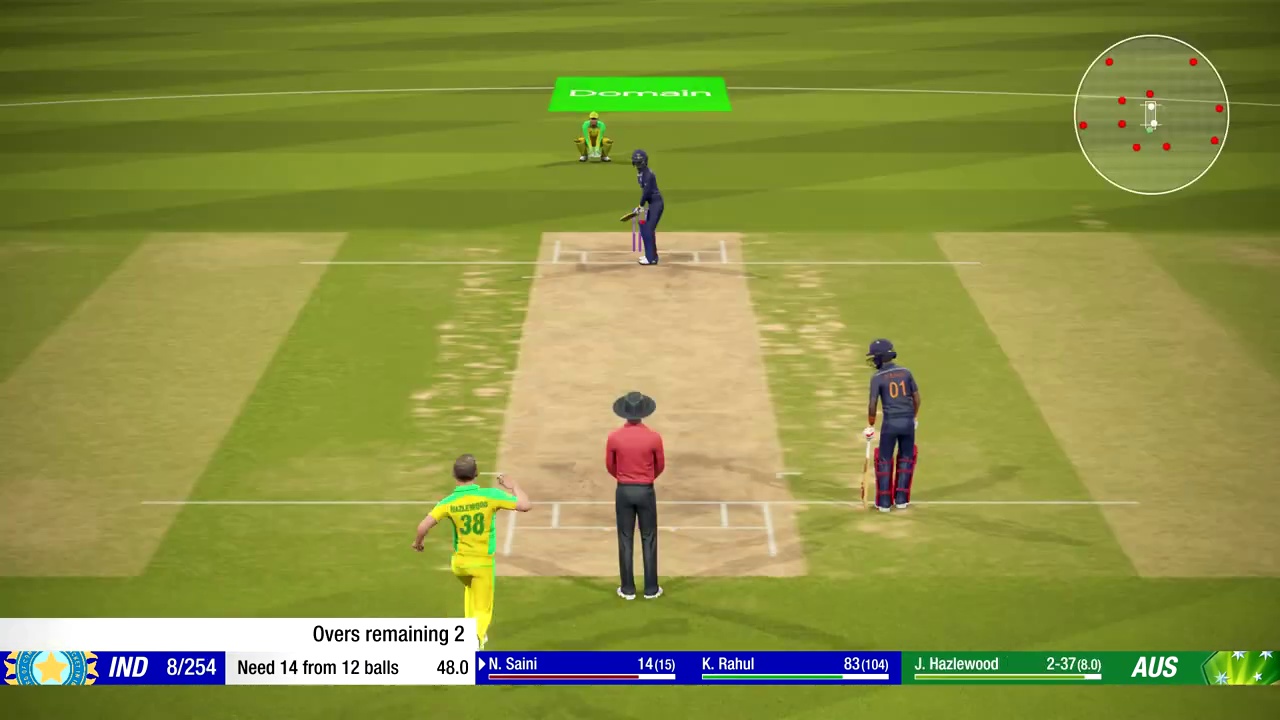 Domain
01
HAZLEWOOD
38
Overs remaining 2
IND 8/254 Need 14 from 12 balls 48.0 N. Saini 14(15) K. Rahul 83(104) J. Hazlewood 2-37(8.0) AUS